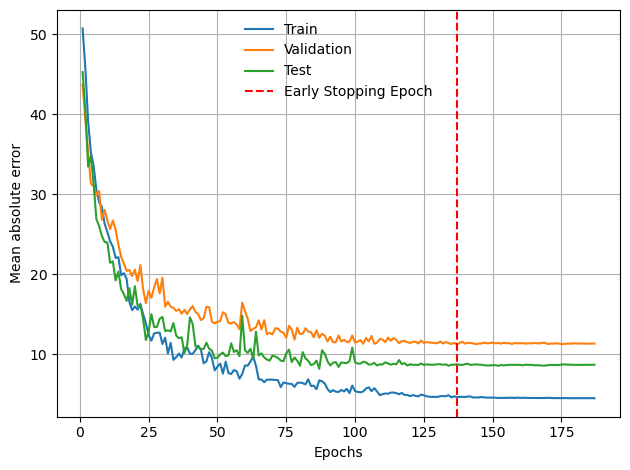 Train
Validation
Test
Early Stopping Epoch
50
40
30
20
10
Mean absolute error
0 25 50 75 100 125 150 175
Epochs